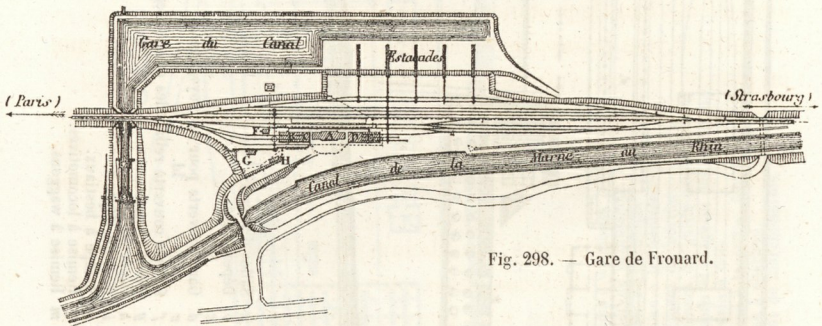 Gare du Canal
Estacades
(Paris)
(Strasbourg)
F
A
G
H
Canal de la Marne au Rhin
Fig. 298. — Gare de Frouard.